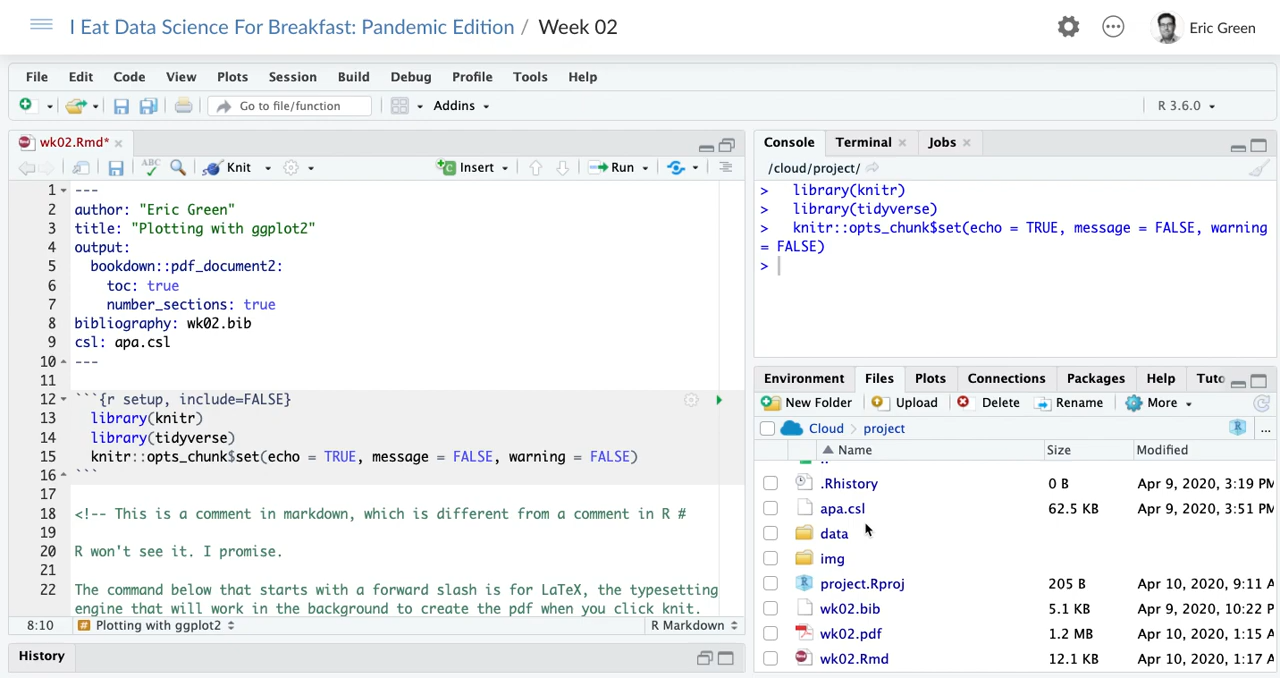 I Eat Data Science For Breakfast: Pandemic Edition / Week 02
Eric Green
File Edit Code View Plots Session Build Debug Profile Tools Help
Go to file/function Addins R 3.6.0
wk02.Rmd*
ABC Knit Insert Run
1 ---
2 author: "Eric Green"
3 title: "Plotting with ggplot2"
4 output:
5 bookdown::pdf_document2:
6 toc: true
7 number_sections: true
8 bibliography: wk02.bib
9 csl: apa.csl
10 ---
11
12 ```{r setup, include=FALSE}
13 library(knitr)
14 library(tidyverse)
15 knitr::opts_chunk$set(echo = TRUE, message = FALSE, warning = FALSE)
16 ```
17
18 <!-- This is a comment in markdown, which is different from a comment in R #
19
20 R won't see it. I promise.
21
22 The command below that starts with a forward slash is for LaTeX, the typesetting
engine that will work in the background to create the pdf when you click knit.
8:10 Plotting with ggplot2 R Markdown
History
Console Terminal Jobs
/cloud/project/
> library(knitr)
> library(tidyverse)
> knitr::opts_chunk$set(echo = TRUE, message = FALSE, warning
= FALSE)
>
Environment Files Plots Connections Packages Help Tuto
New Folder Upload Delete Rename More
Cloud project ...
Name Size Modified
..
.Rhistory 0 B Apr 9, 2020, 3:19 PM
apa.csl 62.5 KB Apr 9, 2020, 3:51 PM
data
img
project.Rproj 205 B Apr 10, 2020, 9:11 A
wk02.bib 5.1 KB Apr 9, 2020, 10:22 P
wk02.pdf 1.2 MB Apr 10, 2020, 1:15 A
wk02.Rmd 12.1 KB Apr 10, 2020, 1:17 A